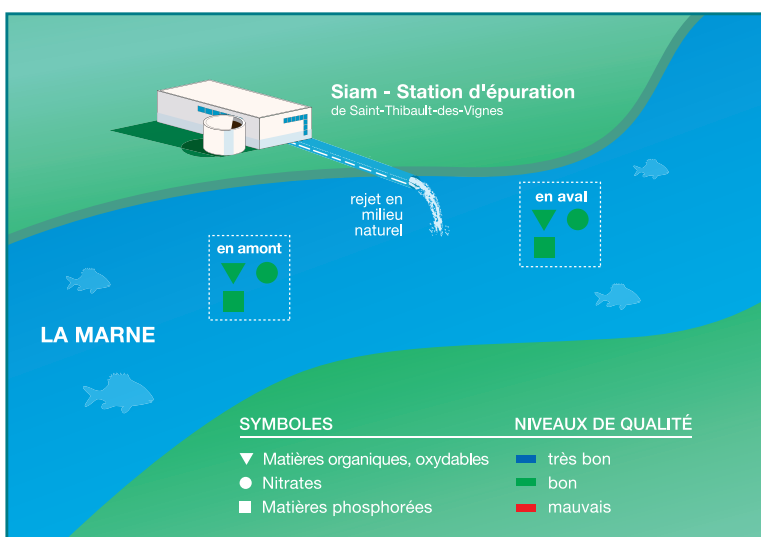 Siam - Station d'épuration
de Saint-Thibault-des-Vignes
rejet en
milieu
naturel
en aval
en amont
LA MARNE
SYMBOLES
Matières organiques, oxydables
Nitrates
Matières phosphorées
NIVEAUX DE QUALITÉ
très bon
bon
mauvais